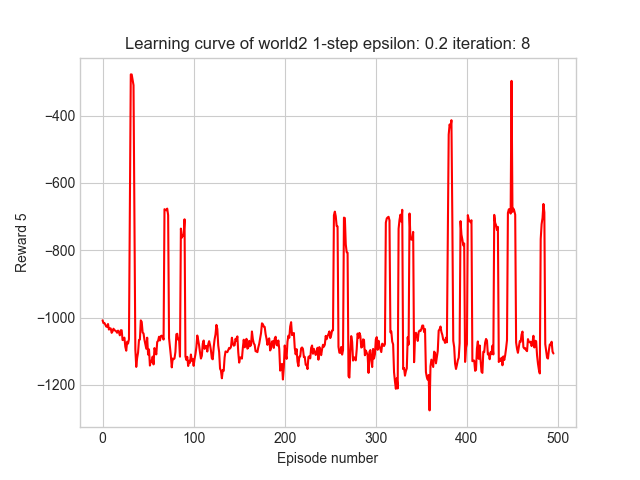 Learning curve of world2 1-step epsilon: 0.2 iteration: 8
Reward 5
−400
−600
−800
−1000
−1200
0 100 200 300 400 500
Episode number